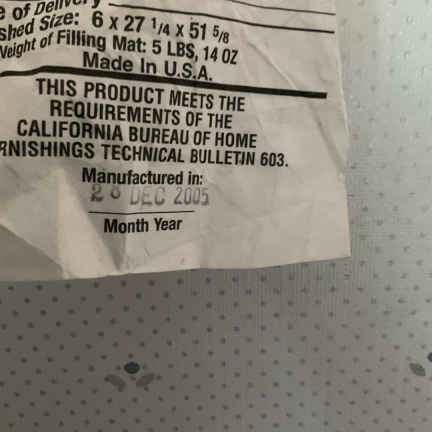 e of Delivery
shed Size: 6 x 27 1/4 x 51 5/8
Weight of Filling Mat: 5 LBS, 14 OZ
Made In U.S.A.
THIS PRODUCT MEETS THE
REQUIREMENTS OF THE
CALIFORNIA BUREAU OF HOME
RNISHINGS TECHNICAL BULLETIN 603.
Manufactured in:
28 DEC 2005
Month Year